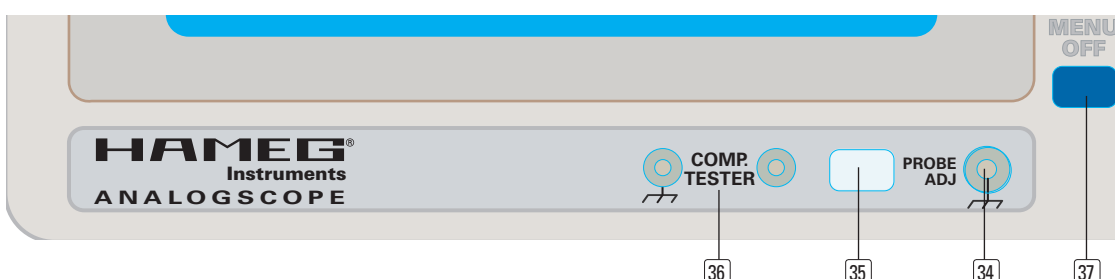 MENU
OFF
HAMEG®
Instruments
ANALOGSCOPE
COMP.
TESTER
PROBE
ADJ
36
35
34
37